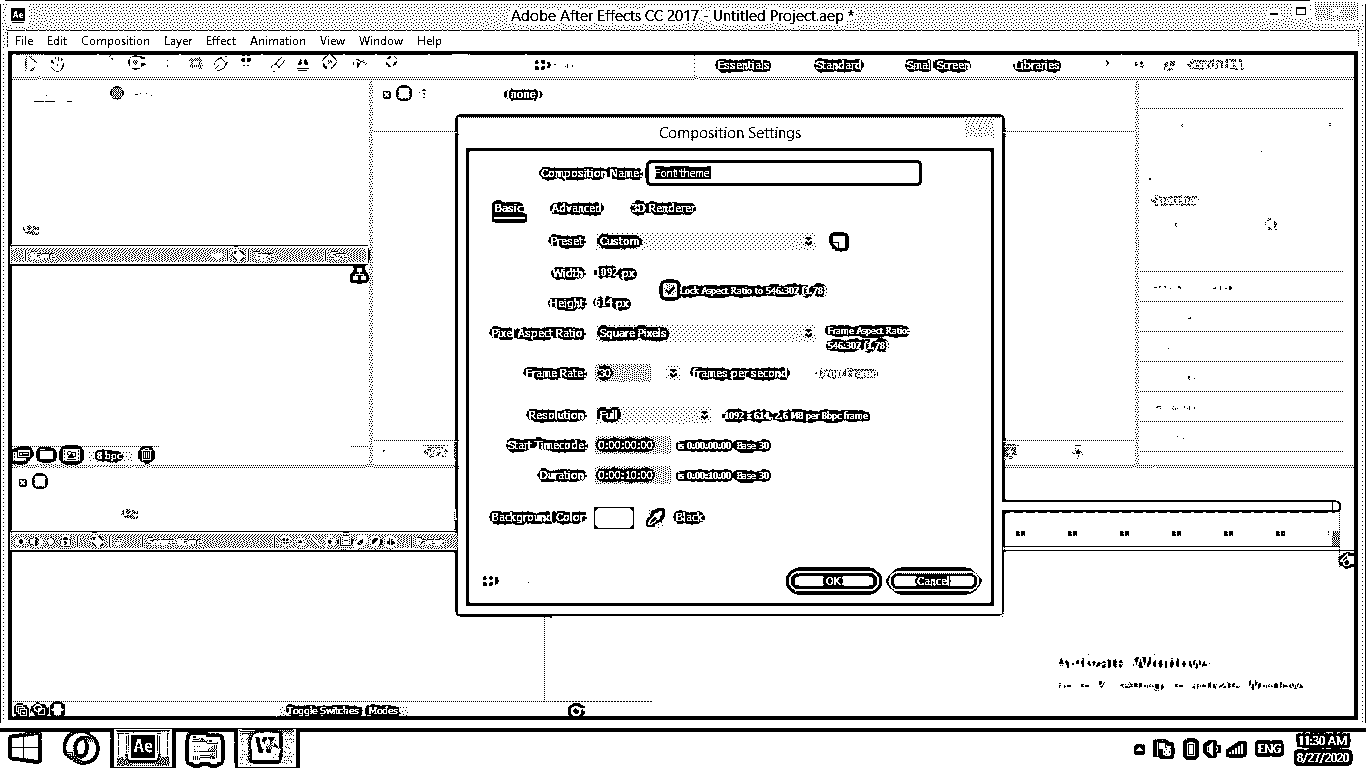 Adobe After Effects CC 2017 - Untitled Project.aep *
File Edit Composition Layer Effect Animation View Window Help
Essentials Standard Small Screen Libraries
(none)
Composition Settings
Composition Name: Font theme
Basic Advanced 3D Renderer
Preset: Custom
Width: 1092 px
Lock Aspect Ratio to 546:307 (1.78)
Height: 614 px
Pixel Aspect Ratio: Square Pixels
Frame Aspect Ratio:
546:307 (1.78)
Frame Rate: 30 frames per second
Resolution: Full 1092 x 614, 2.6 MB per 8bpc frame
Start Timecode: 0:00:00:00 is 0:00:00:00 Base 30
Duration: 0:00:10:00 is 0:00:10:00 Base 30
Background Color: Black
OK Cancel
8 bpc
Activate Windows
Toggle Switches / Modes
Ae
W
ENG
11:30 AM
8/27/2020